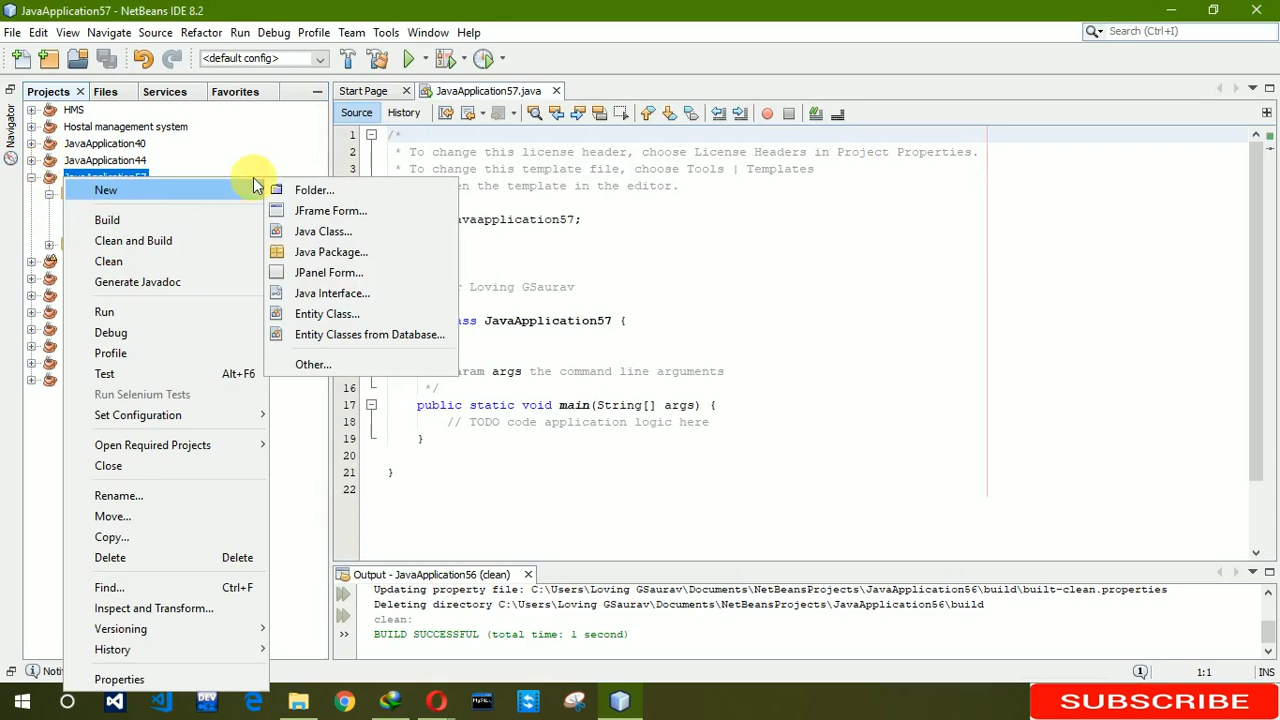 JavaApplication57 - NetBeans IDE 8.2
File Edit View Navigate Source Refactor Run Debug Profile Team Tools Window Help
Search (Ctrl+I)
<default config>
Projects Files Services Favorites
Start Page JavaApplication57.java
Navigator
Source History
HMS
Hostal management system
JavaApplication40
JavaApplication44
JavaApplication57
New
Build
Clean and Build
Clean
Generate Javadoc
Run
Debug
Profile
Test Alt+F6
Run Selenium Tests
Set Configuration
Open Required Projects
Close
Rename...
Move...
Copy...
Delete Delete
Find... Ctrl+F
Inspect and Transform...
Versioning
History
Properties
Folder...
JFrame Form...
Java Class...
Java Package...
JPanel Form...
Java Interface...
Entity Class...
Entity Classes from Database...
Other...
1 /*
2 * To change this license header, choose License Headers in Project Properties.
3 * To change this template file, choose Tools | Templates
en the template in the editor.
avaapplication57;
r Loving GSaurav
ass JavaApplication57 {
aram args the command line arguments
16 */
17 public static void main(String[] args) {
18 // TODO code application logic here
19 }
20
21 }
22
Output - JavaApplication56 (clean)
Updating property file: C:\Users\Loving GSaurav\Documents\NetBeansProjects\JavaApplication56\build\built-clean.properties
Deleting directory C:\Users\Loving GSaurav\Documents\NetBeansProjects\JavaApplication56\build
clean:
BUILD SUCCESSFUL (total time: 1 second)
Noti
1 1:1 INS
DEV
SUBSCRIBE